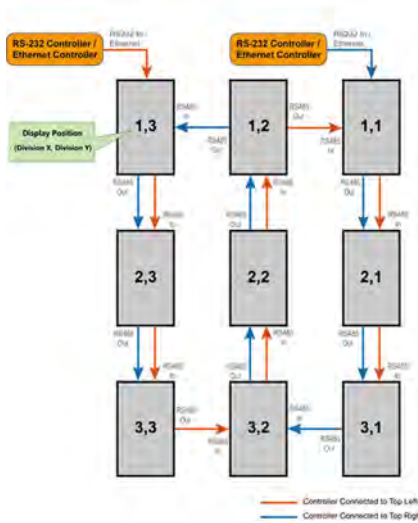 RS-232 Controller /
Ethernet Controller
RS-232 Controller /
Ethernet Controller
RS232 In /
Ethernet
RS232 In /
Ethernet
1,3
1,2
1,1
RS485
In
RS485
Out
RS485
Out
RS485
In
Display Position
(Division X, Division Y)
RS485
Out
RS485
In
RS485
Out
RS485
In
RS485
Out
RS485
In
2,3
2,2
2,1
RS485
Out
RS485
In
RS485
Out
RS485
In
RS485
Out
RS485
In
3,3
3,2
3,1
RS485
Out
RS485
In
RS485
In
RS485
Out
Controller Connected to Top Left
Controller Connected to Top Right